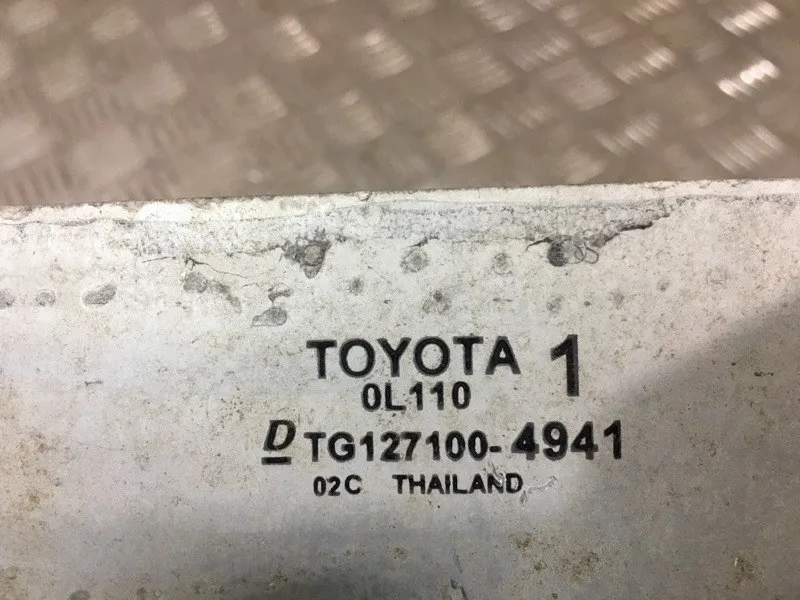 TOYOTA 1
0L110
D TG127100-4941
02C THAILAND